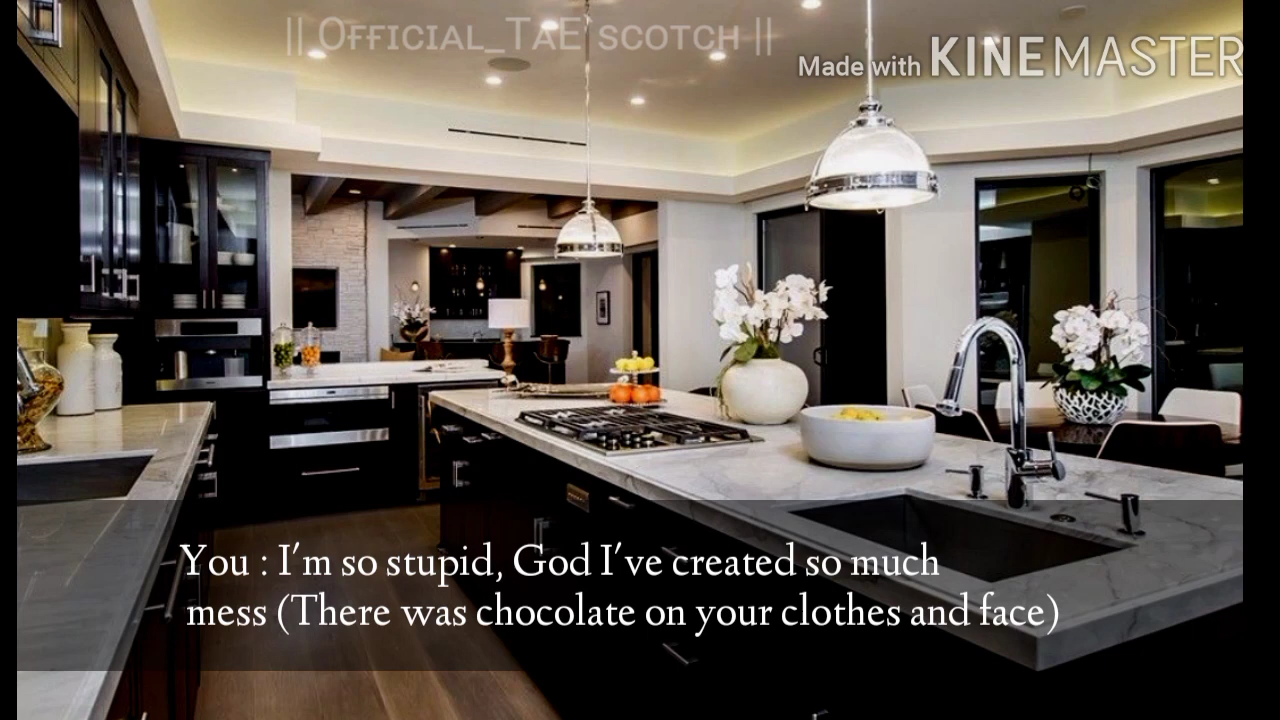 || Official_TaE scotch ||
Made with KINEMASTER
You : I'm so stupid, God I've created so much
mess (There was chocolate on your clothes and face)